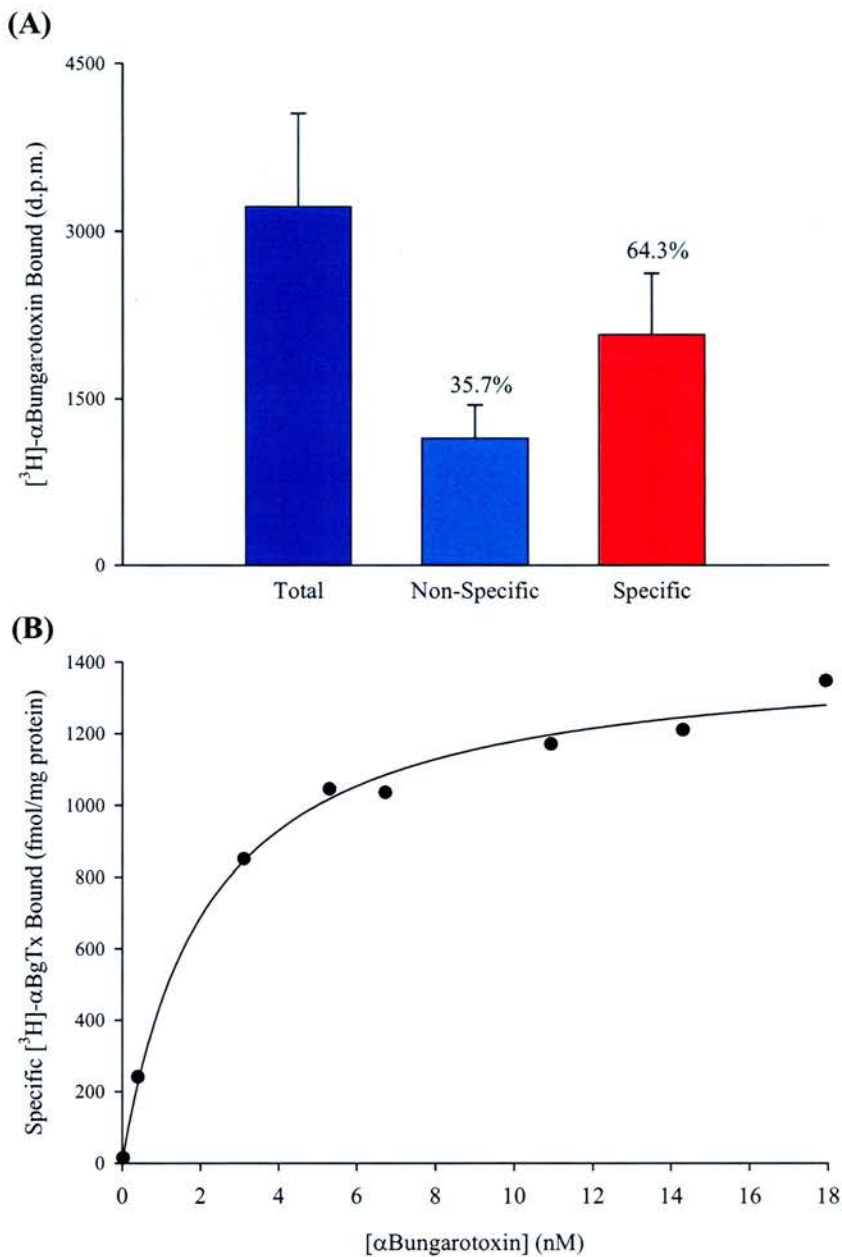 (A)
4500
3000
1500
0
[³H]-αBungarotoxin Bound (d.p.m.)
35.7%
64.3%
Total Non-Specific Specific
(B)
1400
1200
1000
800
600
400
200
0
Specific [³H]-αBgTx Bound (fmol/mg protein)
0 2 4 6 8 10 12 14 16 18
[αBungarotoxin] (nM)